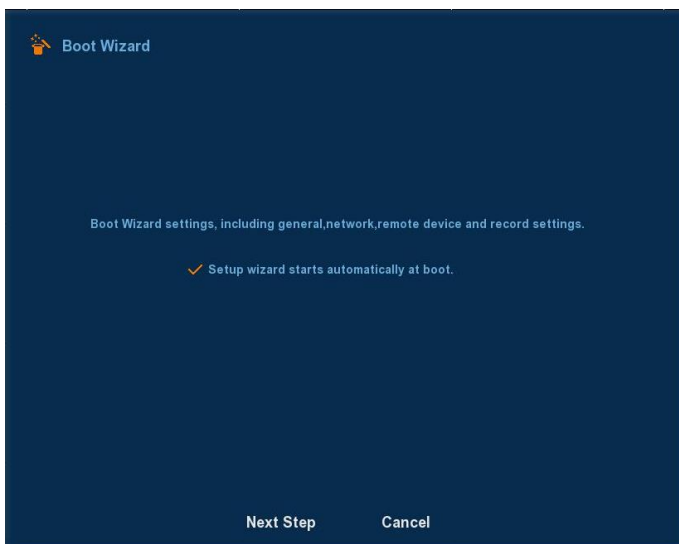 Boot Wizard
Boot Wizard settings, including general,network,remote device and record settings.
Setup wizard starts automatically at boot.
Next Step Cancel